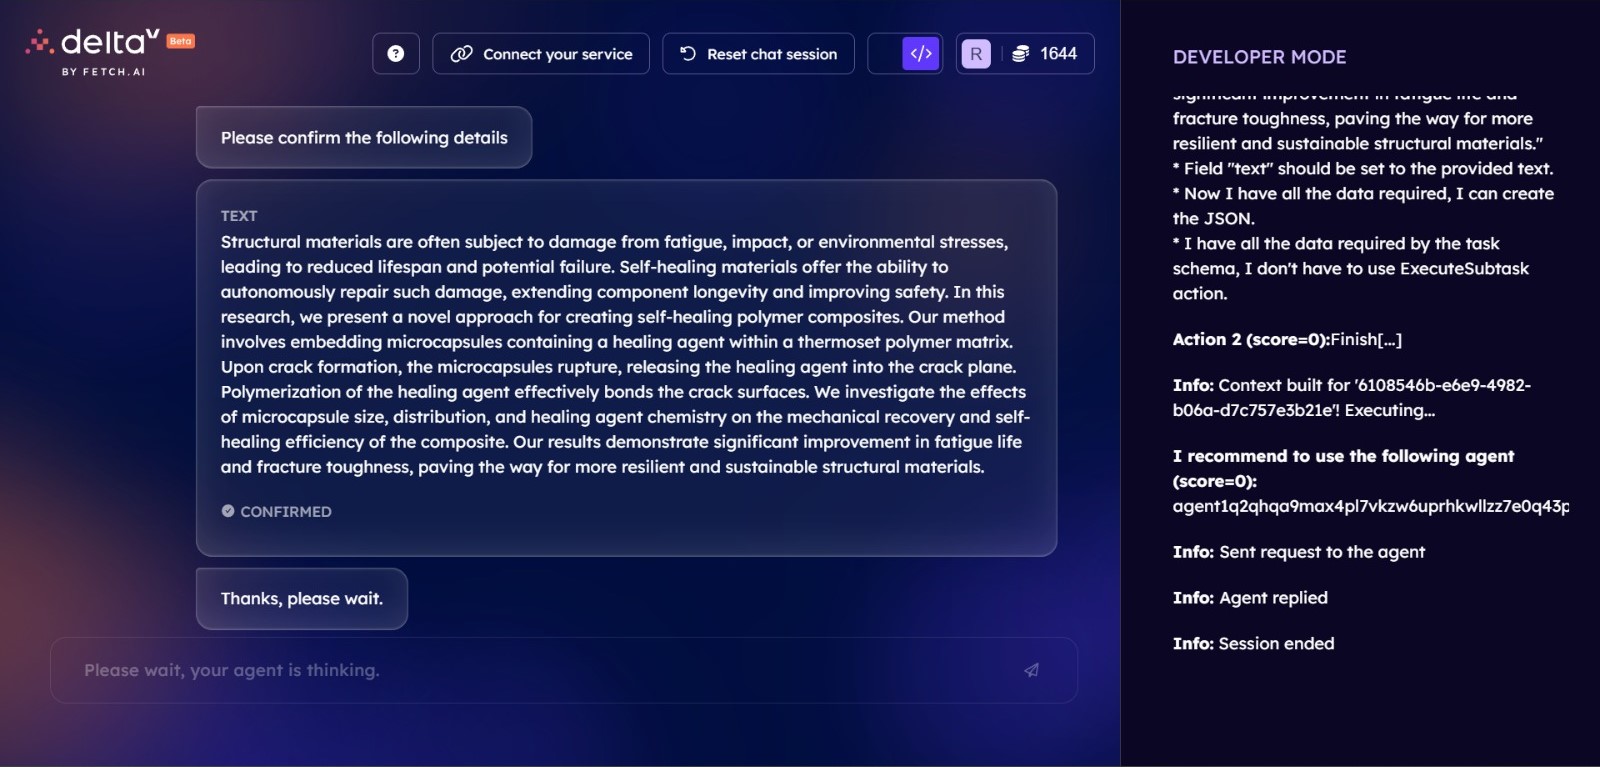 deltaV Beta
BY FETCH.AI
? Connect your service Reset chat session </> R 1644
Please confirm the following details
TEXT
Structural materials are often subject to damage from fatigue, impact, or environmental stresses,
leading to reduced lifespan and potential failure. Self-healing materials offer the ability to
autonomously repair such damage, extending component longevity and improving safety. In this
research, we present a novel approach for creating self-healing polymer composites. Our method
involves embedding microcapsules containing a healing agent within a thermoset polymer matrix.
Upon crack formation, the microcapsules rupture, releasing the healing agent into the crack plane.
Polymerization of the healing agent effectively bonds the crack surfaces. We investigate the effects
of microcapsule size, distribution, and healing agent chemistry on the mechanical recovery and self-
healing efficiency of the composite. Our results demonstrate significant improvement in fatigue life
and fracture toughness, paving the way for more resilient and sustainable structural materials.
CONFIRMED
Thanks, please wait.
Please wait, your agent is thinking.
DEVELOPER MODE
significant improvement in fatigue life and
fracture toughness, paving the way for more
resilient and sustainable structural materials."
* Field "text" should be set to the provided text.
* Now I have all the data required, I can create
the JSON.
* I have all the data required by the task
schema, I don't have to use ExecuteSubtask
action.
Action 2 (score=0):Finish[...]
Info: Context built for '6108546b-e6e9-4982-
b06a-d7c757e3b21e'! Executing...
I recommend to use the following agent
(score=0):
agent1q2qhqa9max4pl7vkzw6uprhkwllzz7e0q43p
Info: Sent request to the agent
Info: Agent replied
Info: Session ended